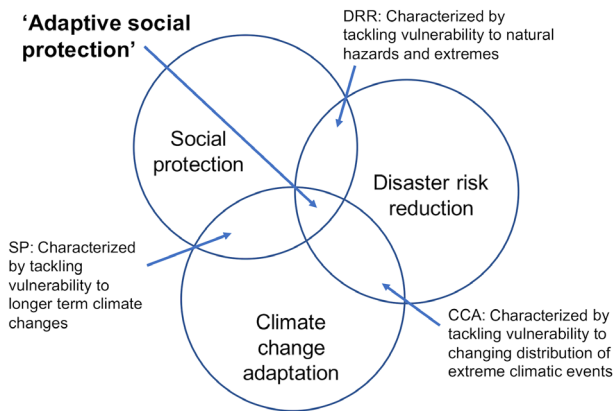 ‘Adaptive social
protection’
DRR: Characterized by
tackling vulnerability to natural
hazards and extremes
Social
protection
Disaster risk
reduction
SP: Characterized
by tackling
vulnerability to
longer term climate
changes
Climate
change
adaptation
CCA: Characterized by
tackling vulnerability to
changing distribution of
extreme climatic events